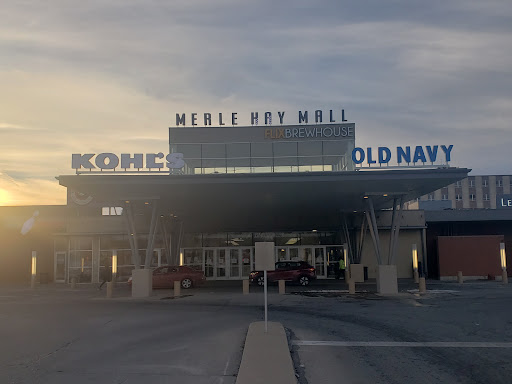 MERLE HAY MALL
FLIX BREWHOUSE
KOHL'S
OLD NAVY